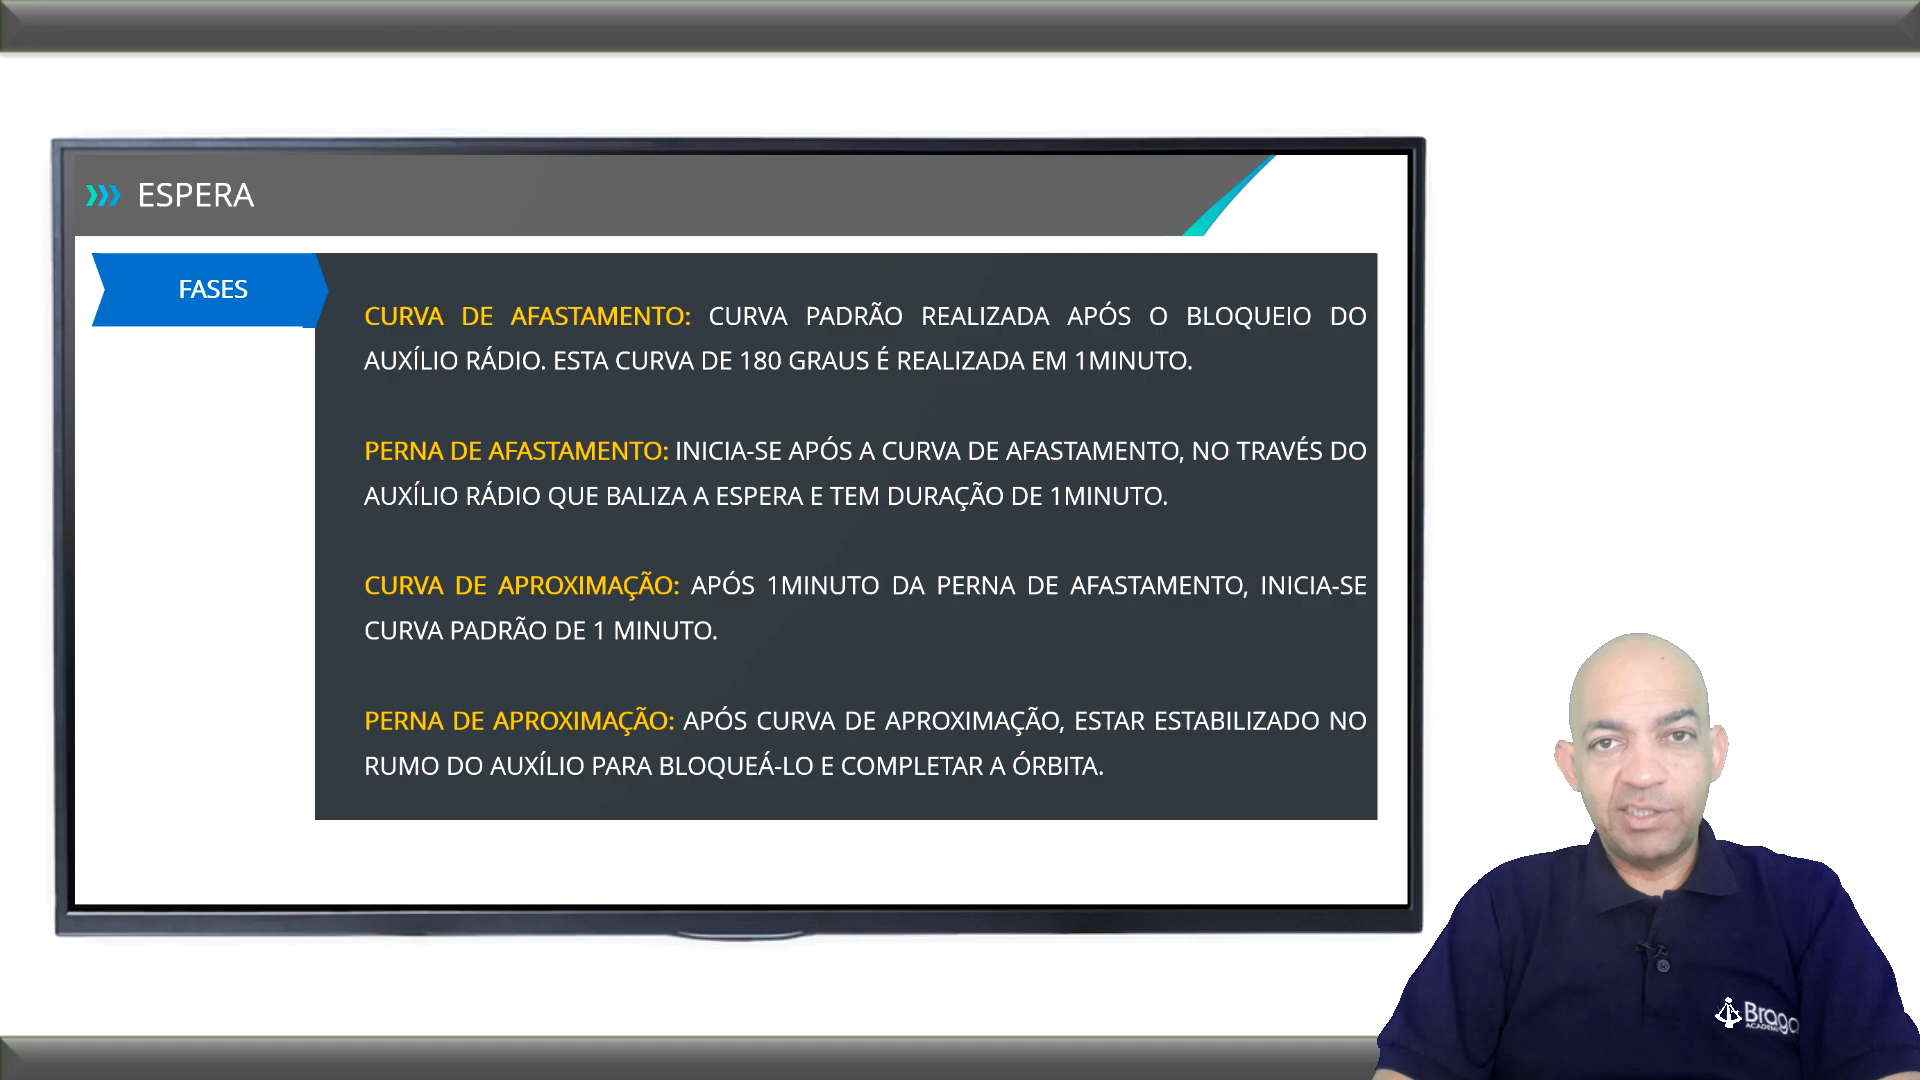 ESPERA
FASES
CURVA DE AFASTAMENTO: CURVA PADRÃO REALIZADA APÓS O BLOQUEIO DO
AUXÍLIO RÁDIO. ESTA CURVA DE 180 GRAUS É REALIZADA EM 1MINUTO.
PERNA DE AFASTAMENTO: INICIA-SE APÓS A CURVA DE AFASTAMENTO, NO TRAVÉS DO
AUXÍLIO RÁDIO QUE BALIZA A ESPERA E TEM DURAÇÃO DE 1MINUTO.
CURVA DE APROXIMAÇÃO: APÓS 1MINUTO DA PERNA DE AFASTAMENTO, INICIA-SE
CURVA PADRÃO DE 1 MINUTO.
PERNA DE APROXIMAÇÃO: APÓS CURVA DE APROXIMAÇÃO, ESTAR ESTABILIZADO NO
RUMO DO AUXÍLIO PARA BLOQUEÁ-LO E COMPLETAR A ÓRBITA.
Braga